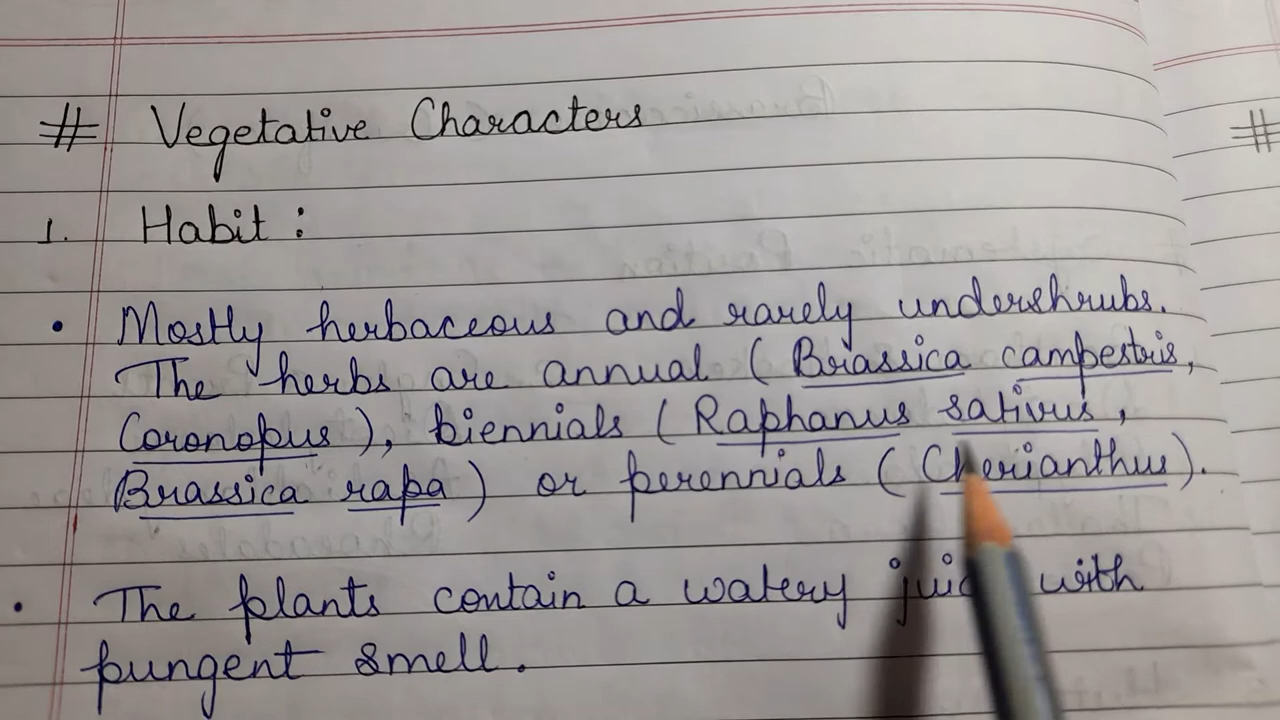 # Vegetative Characters
#
1. Habit :
• Mostly herbaceous and rarely undershrubs.
The herbs are annual ( Brassica campestris,
Coronopus ), biennials ( Raphanus sativus ,
Brassica rapa ) or perennials ( Cherianthus ).
• The plants contain a watery juice with
pungent smell.